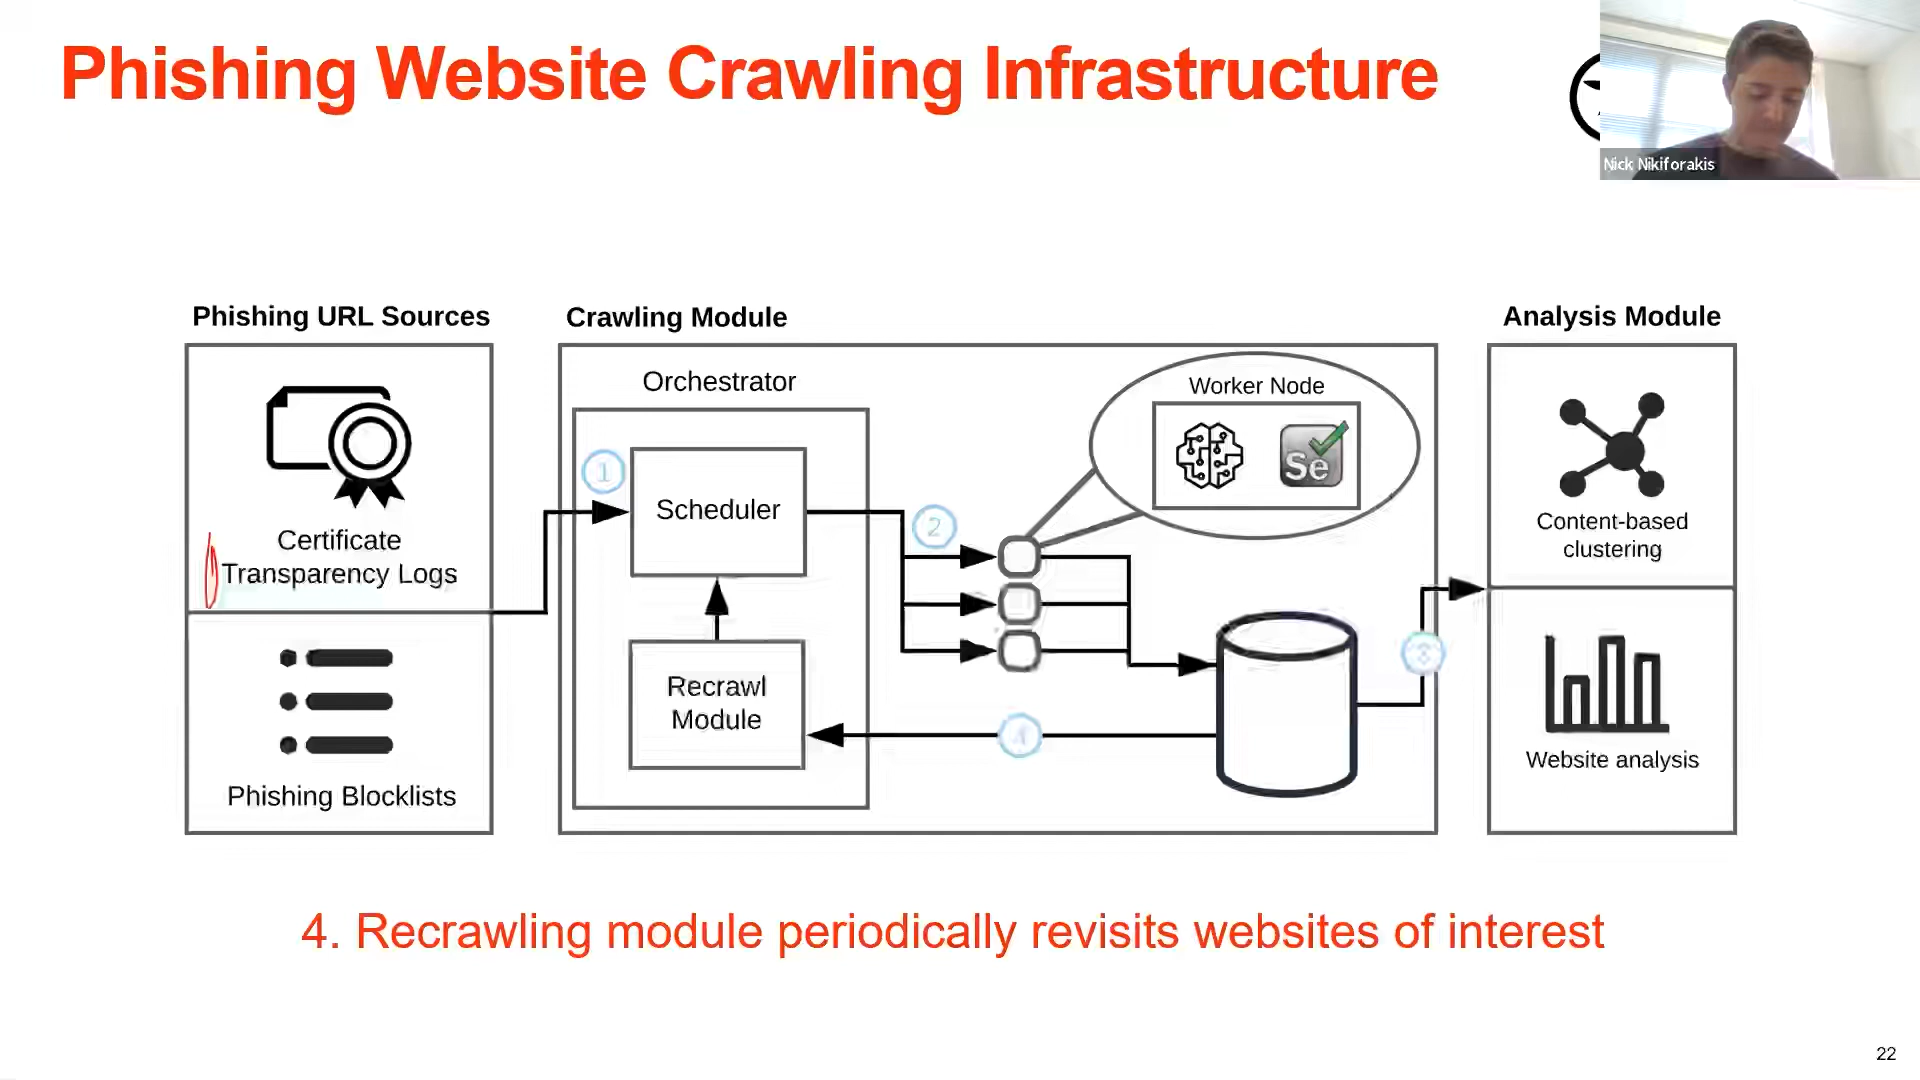 Phishing Website Crawling Infrastructure
Nick Nikiforakis
Phishing URL Sources
Certificate
Transparency Logs
Phishing Blocklists
Crawling Module
Orchestrator
1
Scheduler
Recrawl
Module
2
Worker Node
Se
3
4
Analysis Module
Content-based
clustering
Website analysis
4. Recrawling module periodically revisits websites of interest
22